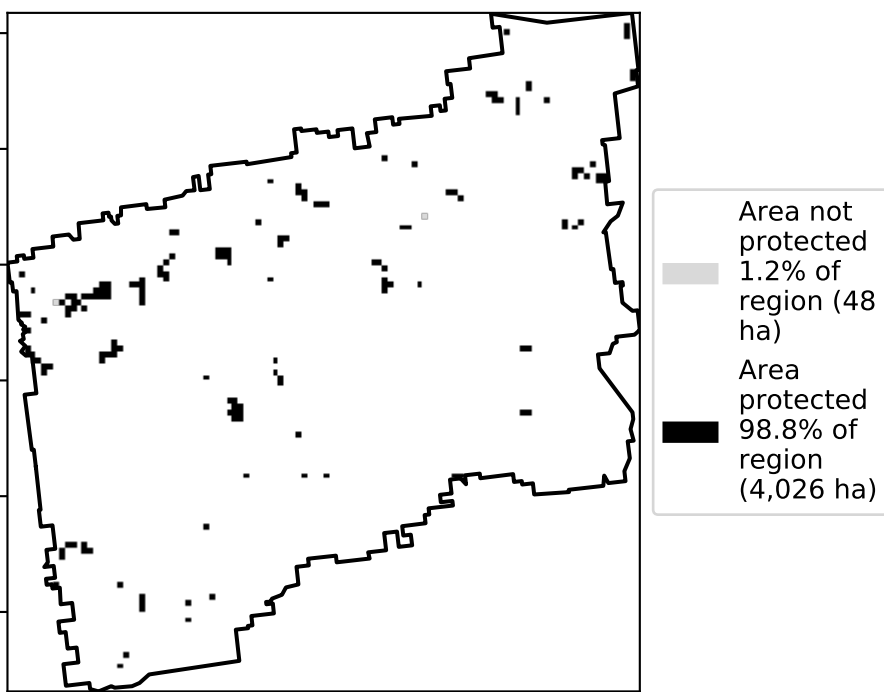 Area not
protected
1.2% of
region (48
ha)
Area
protected
98.8% of
region
(4,026 ha)